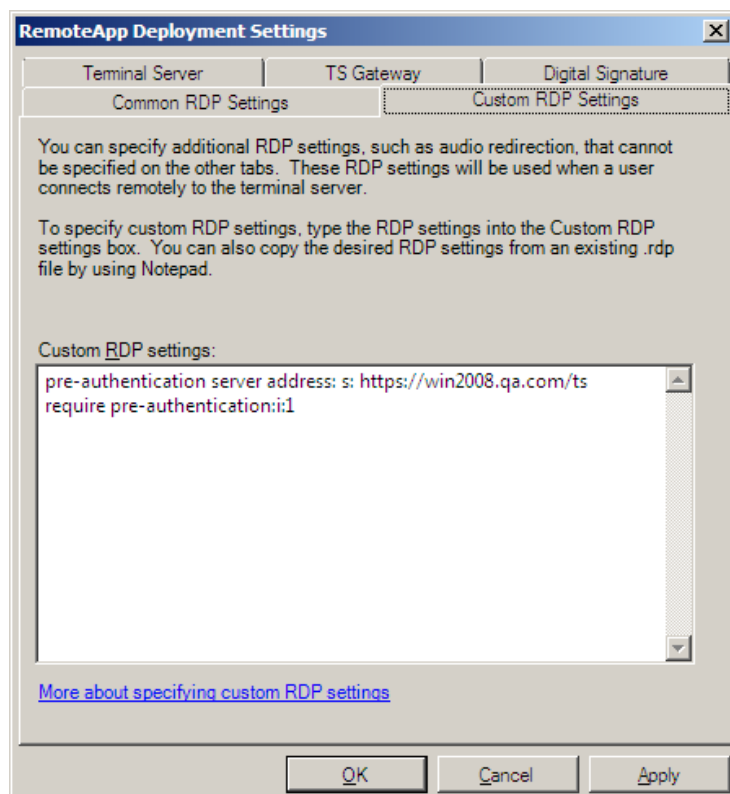 RemoteApp Deployment Settings
Terminal Server
TS Gateway
Digital Signature
Common RDP Settings
Custom RDP Settings
You can specify additional RDP settings, such as audio redirection, that cannot
be specified on the other tabs.  These RDP settings will be used when a user
connects remotely to the terminal server.
To specify custom RDP settings, type the RDP settings into the Custom RDP
settings box.  You can also copy the desired RDP settings from an existing .rdp
file by using Notepad.
Custom RDP settings:
pre-authentication server address: s: https://win2008.qa.com/ts
require pre-authentication:i:1
More about specifying custom RDP settings
OK
Cancel
Apply